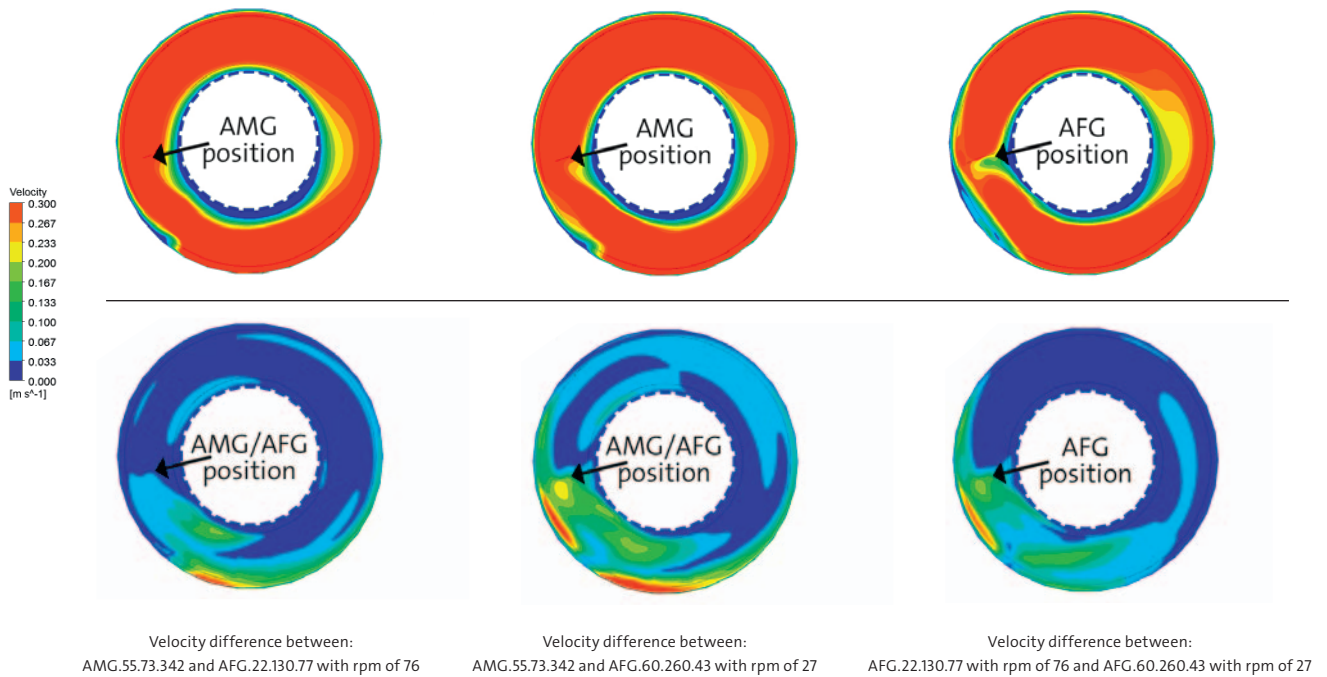 AMG
position
AMG
position
AFG
position
Velocity
0.300
0.267
0.233
0.200
0.167
0.133
0.100
0.067
0.033
0.000
[m s^-1]
AMG/AFG
position
AMG/AFG
position
AFG
position
Velocity difference between:
AMG.55.73.342 and AFG.22.130.77 with rpm of 76
Velocity difference between:
AMG.55.73.342 and AFG.60.260.43 with rpm of 27
Velocity difference between:
AFG.22.130.77 with rpm of 76 and AFG.60.260.43 with rpm of 27